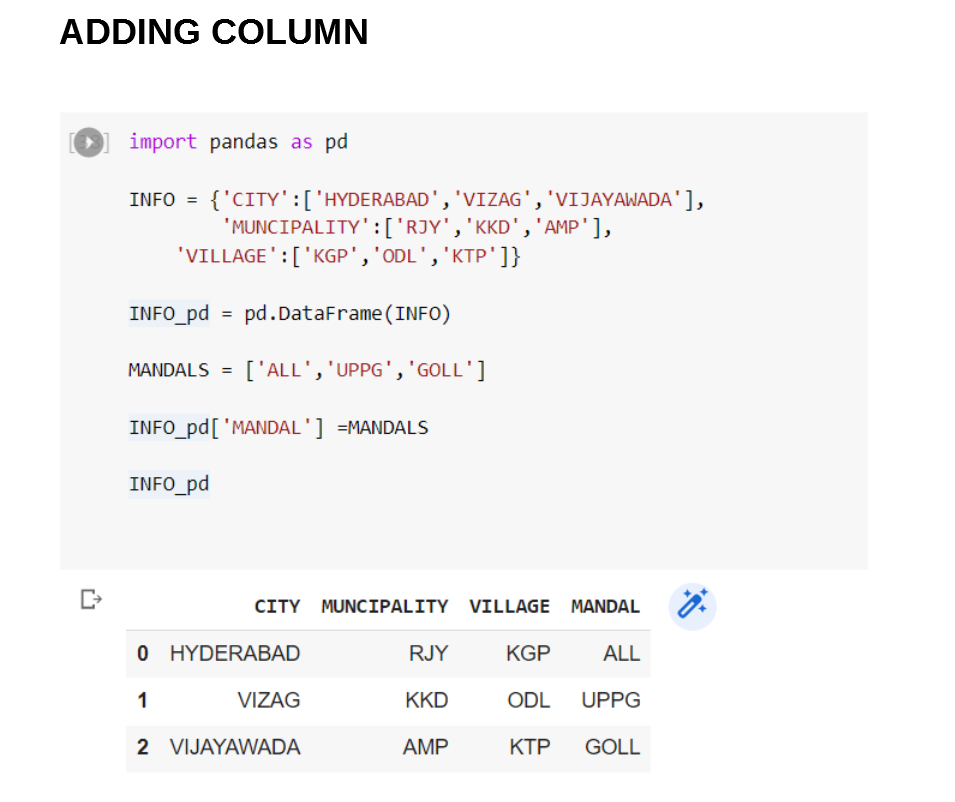 ADDING COLUMN
import pandas as pd
INFO = {'CITY':['HYDERABAD','VIZAG','VIJAYAWADA'],
'MUNCIPALITY':['RJY','KKD','AMP'],
'VILLAGE':['KGP','ODL','KTP']}
INFO_pd = pd.DataFrame(INFO)
MANDALS = ['ALL','UPPG','GOLL']
INFO_pd['MANDAL'] =MANDALS
INFO_pd
CITY MUNCIPALITY VILLAGE MANDAL
0 HYDERABAD RJY KGP ALL
1 VIZAG KKD ODL UPPG
2 VIJAYAWADA AMP KTP GOLL